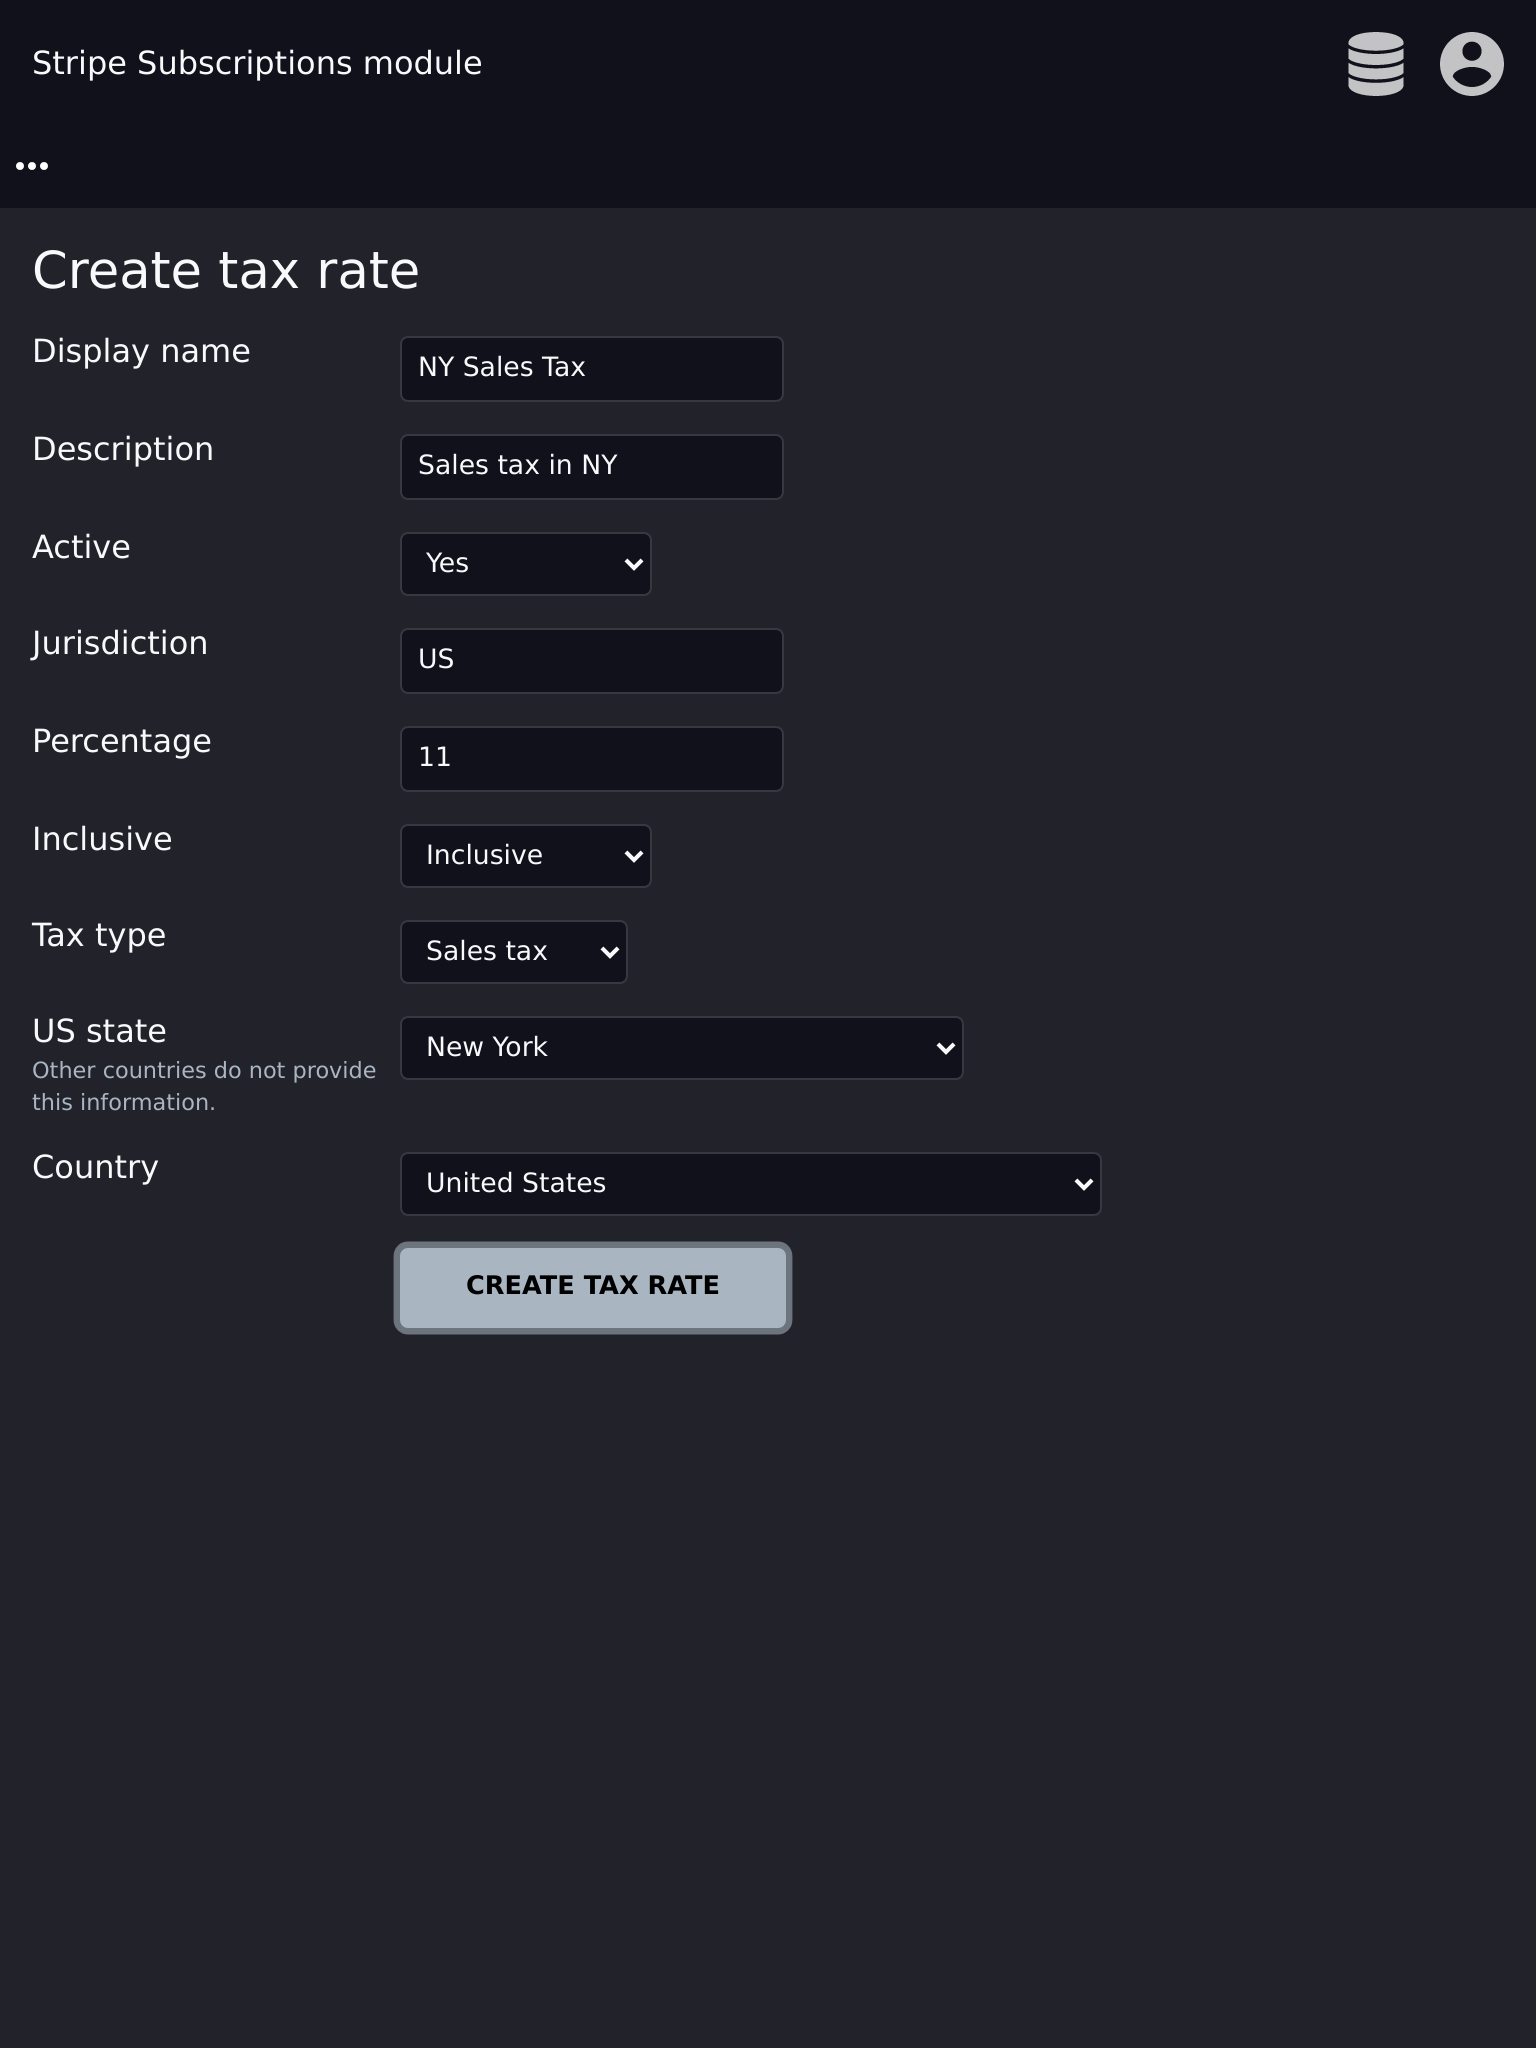 Stripe Subscriptions module
Create tax rate
Display name
NY Sales Tax
Description
Sales tax in NY
Active
Yes
Jurisdiction
US
Percentage
11
Inclusive
Inclusive
Tax type
Sales tax
US state
Other countries do not provide
this information.
New York
Country
United States
CREATE TAX RATE